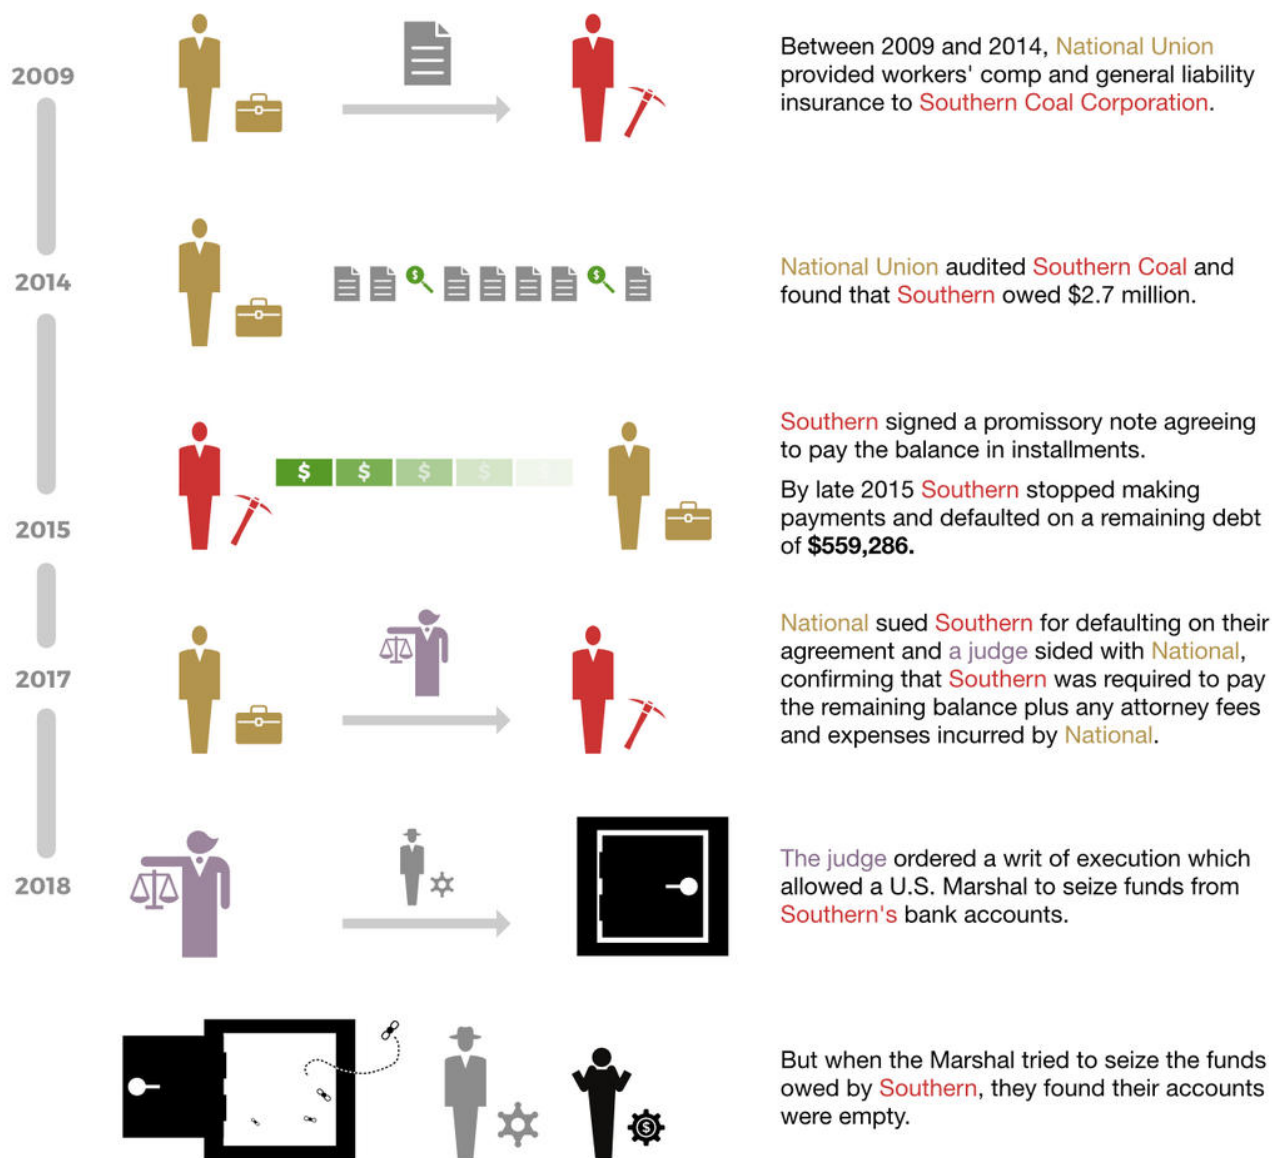 2009
Between 2009 and 2014, National Union
provided workers' comp and general liability
insurance to Southern Coal Corporation.
2014
$
$
National Union audited Southern Coal and
found that Southern owed $2.7 million.
$ $ $ $ $
Southern signed a promissory note agreeing
to pay the balance in installments.
2015
By late 2015 Southern stopped making
payments and defaulted on a remaining debt
of $559,286.
2017
National sued Southern for defaulting on their
agreement and a judge sided with National,
confirming that Southern was required to pay
the remaining balance plus any attorney fees
and expenses incurred by National.
2018
The judge ordered a writ of execution which
allowed a U.S. Marshal to seize funds from
Southern's bank accounts.
$
But when the Marshal tried to seize the funds
owed by Southern, they found their accounts
were empty.